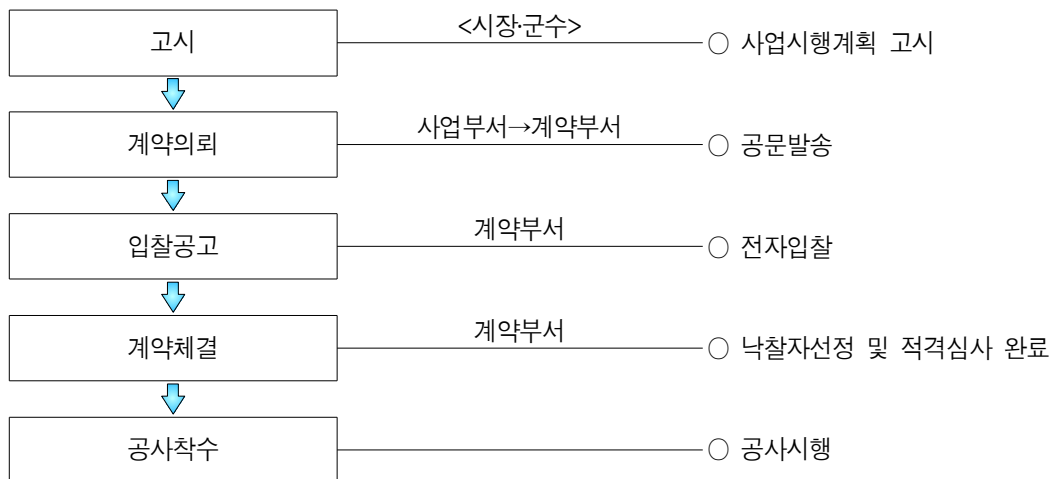 고시 <시장·군수> ○ 사업시행계획 고시
계약의뢰 사업부서→계약부서 ○ 공문발송
입찰공고 계약부서 ○ 전자입찰
계약체결 계약부서 ○ 낙찰자선정 및 적격심사 완료
공사착수 ○ 공사시행